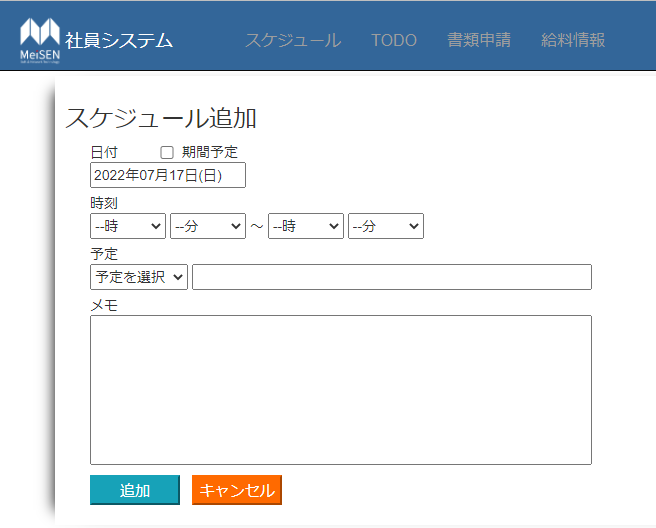 MeiSEN 社員システム スケジュール TODO 書類申請 給料情報
スケジュール追加
日付 期間予定
2022年07月17日(日)
時刻
--時 --分 ～ --時 --分
予定
予定を選択
メモ
追加 キャンセル